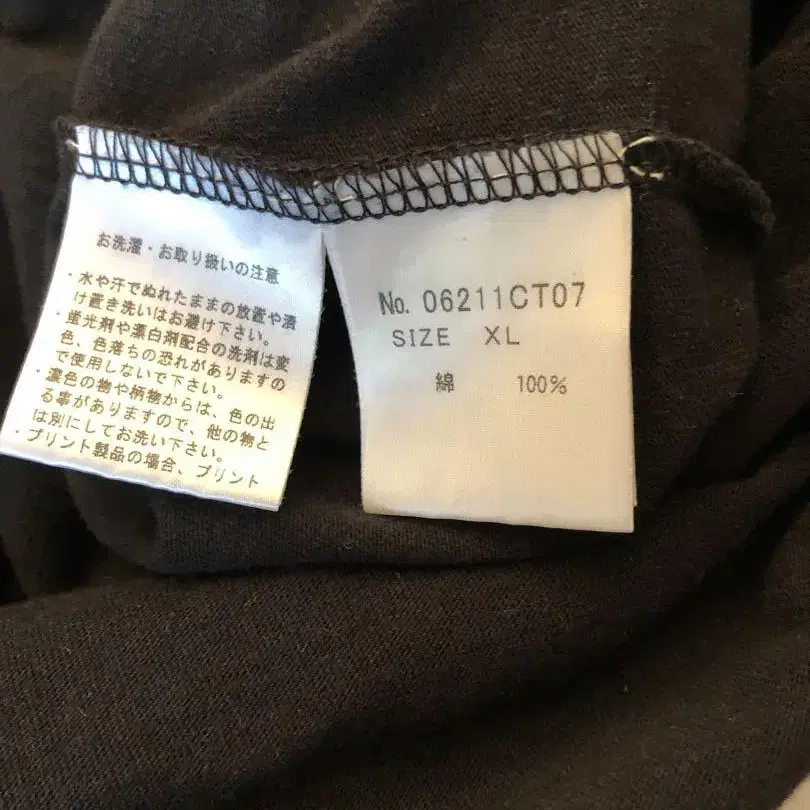 お洗濯・お取り扱いの注意
・水や汗でぬれたままの放置や漬
け置き洗いはお避け下さい。
・蛍光剤や漂白剤配合の洗剤は変
色、色落ちの恐れがありますの
で使用しないで下さい。
・濃色の物や柄物からは、色の出
る事がありますので、他の物と
は別にしてお洗い下さい。
・プリント製品の場合、プリント
No. 06211CT07
SIZE XL
綿 100%